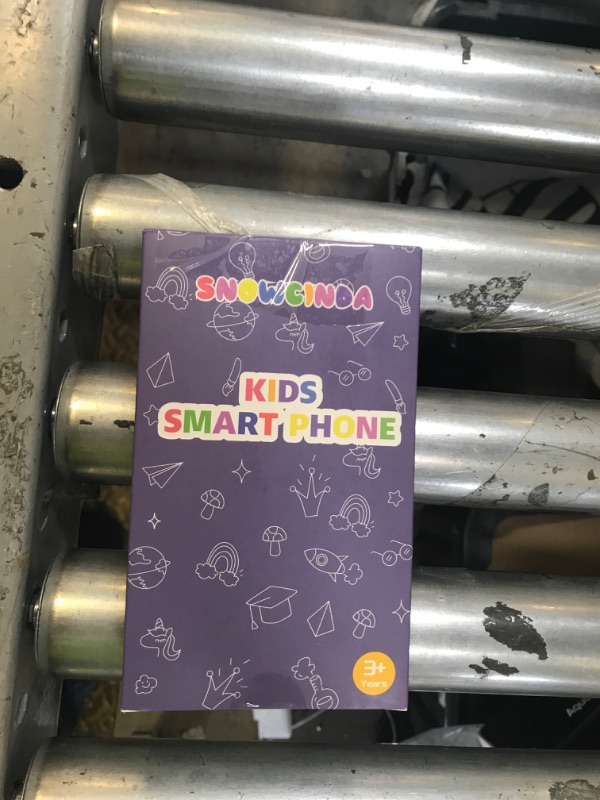 SNOWCINDA
KIDS
SMART PHONE
3+
Years